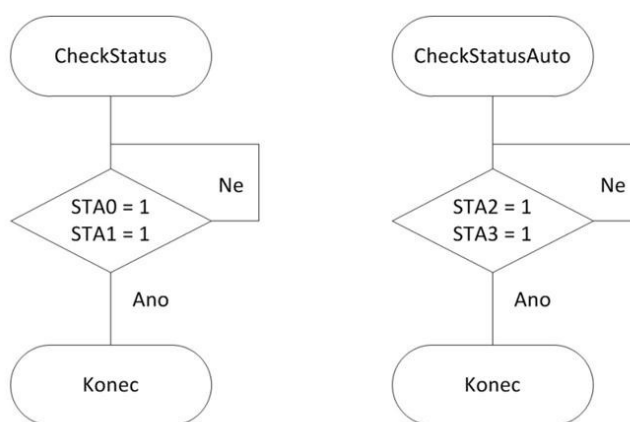 CheckStatus
Ne
STA0 = 1
STA1 = 1
Ano
Konec
CheckStatusAuto
Ne
STA2 = 1
STA3 = 1
Ano
Konec